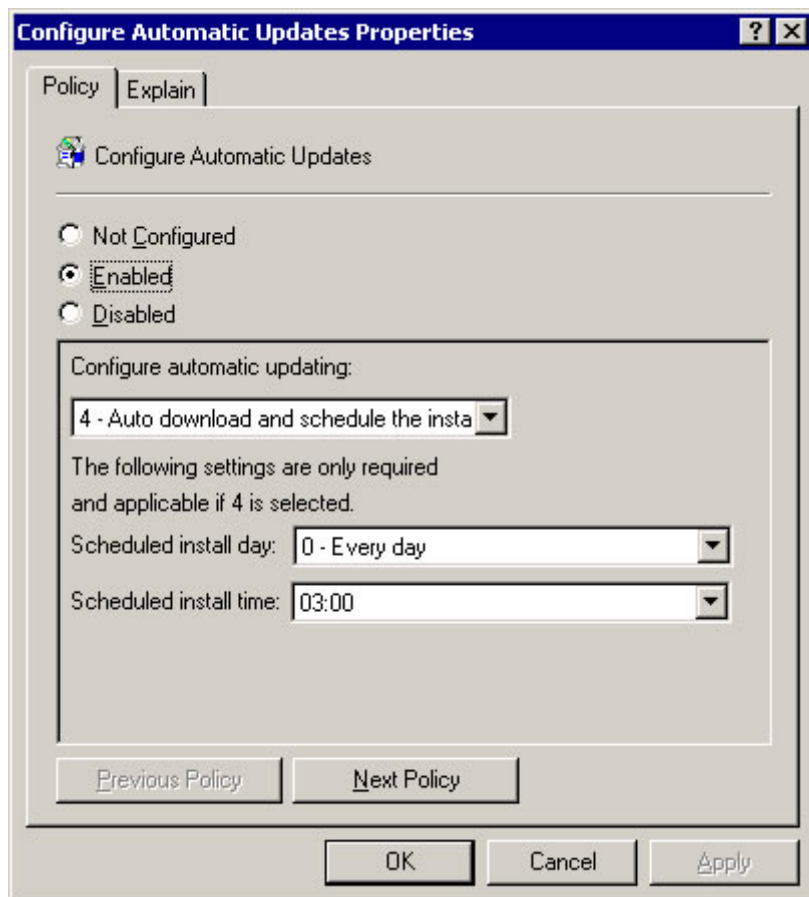 Configure Automatic Updates Properties
Policy
Explain
Configure Automatic Updates
Not Configured
Enabled
Disabled
Configure automatic updating:
4 - Auto download and schedule the insta
The following settings are only required
and applicable if 4 is selected.
Scheduled install day: 0 - Every day
Scheduled install time: 03:00
Previous Policy Next Policy
OK Cancel Apply